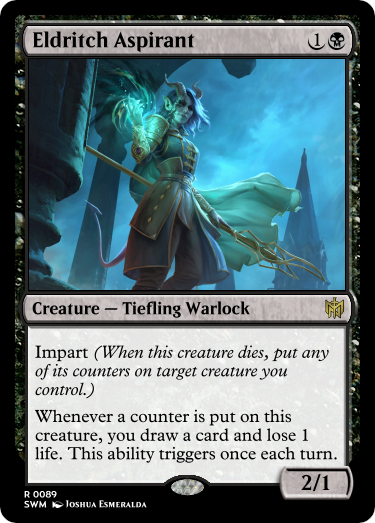 Eldritch Aspirant 1
Creature — Tiefling Warlock
Impart (When this creature dies, put any
of its counters on target creature you
control.)
Whenever a counter is put on this
creature, you draw a card and lose 1
life. This ability triggers once each turn.
2/1
R 0089
SWM Joshua Esmeralda